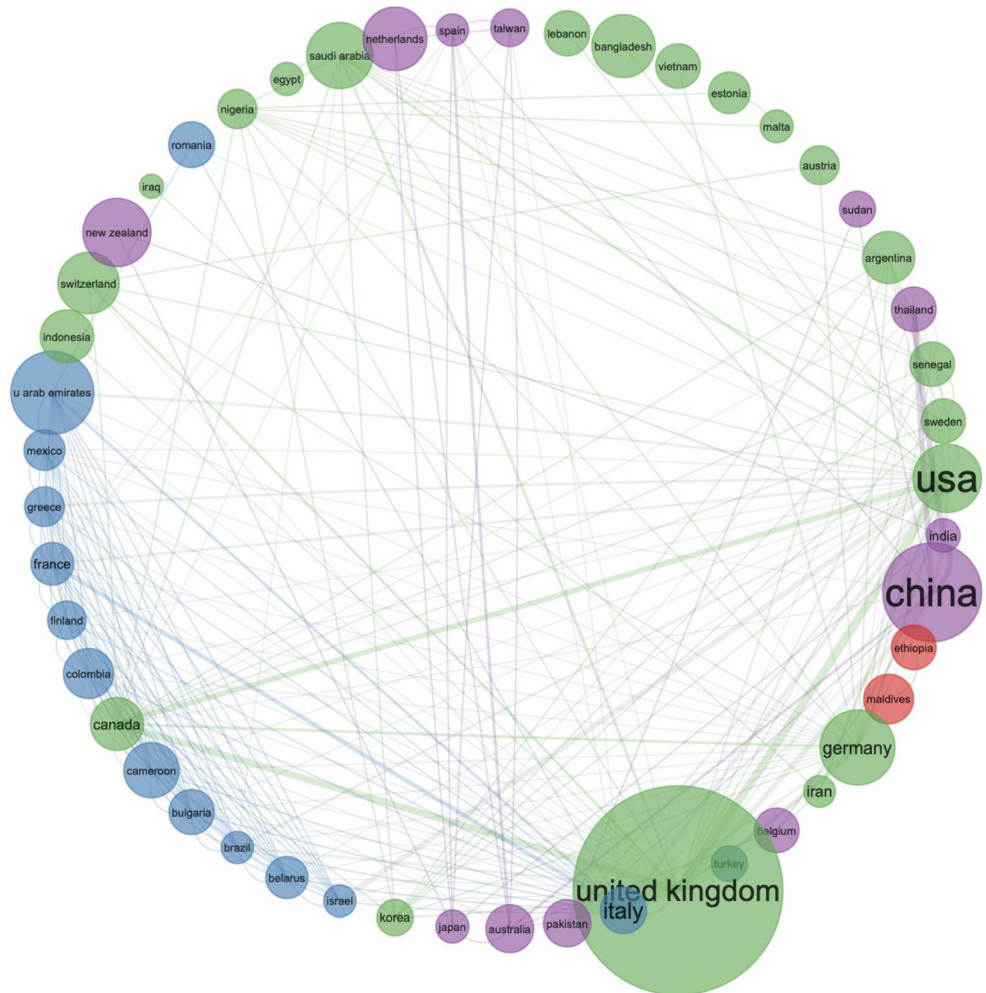 lebanon
bangladesh
vietnam
estonia
malta
austria
sudan
argentina
thailand
senegal
sweden
usa
india
china
ethiopia
maldives
germany
iran
belgium
turkey
united kingdom
italy
pakistan
australia
japan
korea
israel
belarus
brazil
bulgaria
cameroon
canada
colombia
finland
france
greece
mexico
u arab emirates
indonesia
switzerland
new zealand
iraq
romania
nigeria
egypt
saudi arabia
netherlands
spain
taiwan